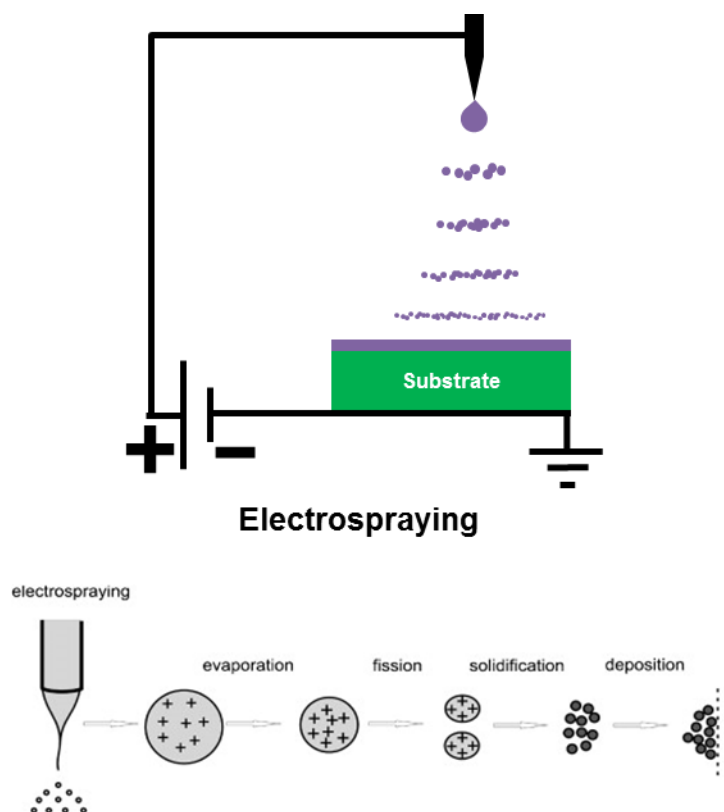 Substrate
+ -
Electrospraying
electrospraying
evaporation fission solidification deposition